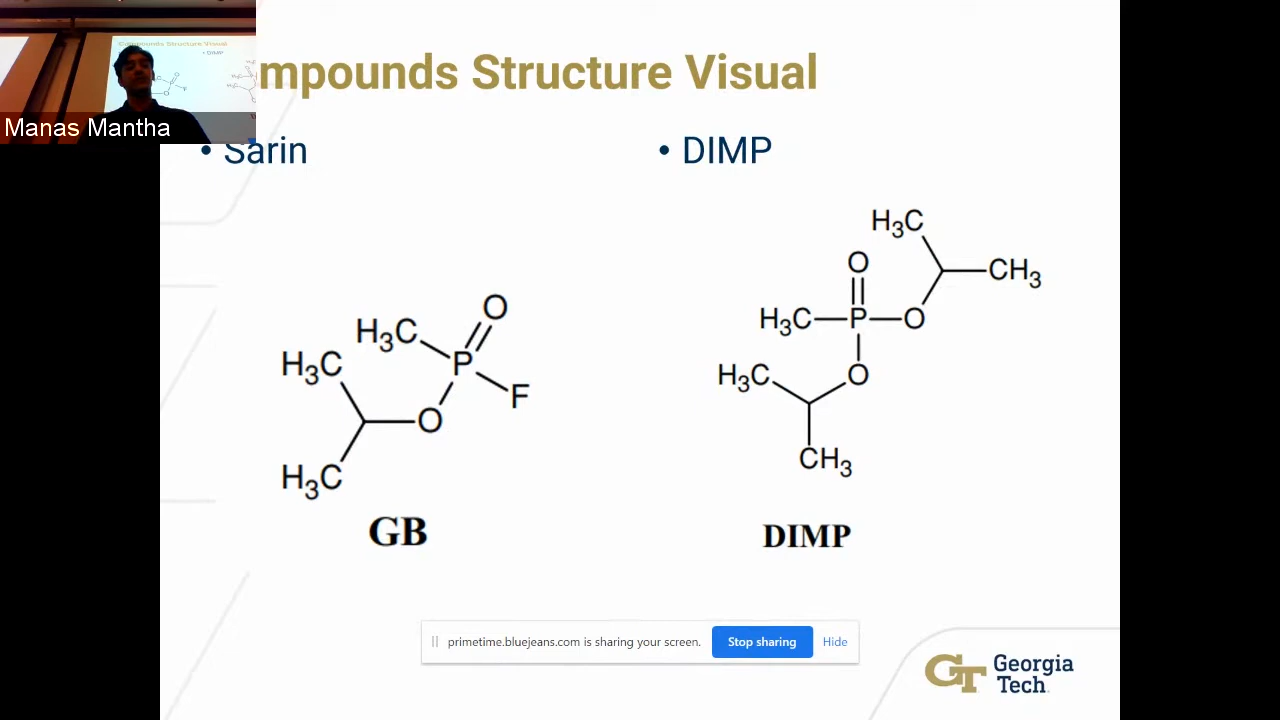 mpounds Structure Visual
Manas Mantha
• Sarin
• DIMP
H₃C
O
H₃C
P
F
O
H₃C
GB
H₃C
O
CH₃
H₃C
P
O
H₃C
O
CH₃
DIMP
primetime.bluejeans.com is sharing your screen.
Stop sharing
Hide
GT Georgia
Tech